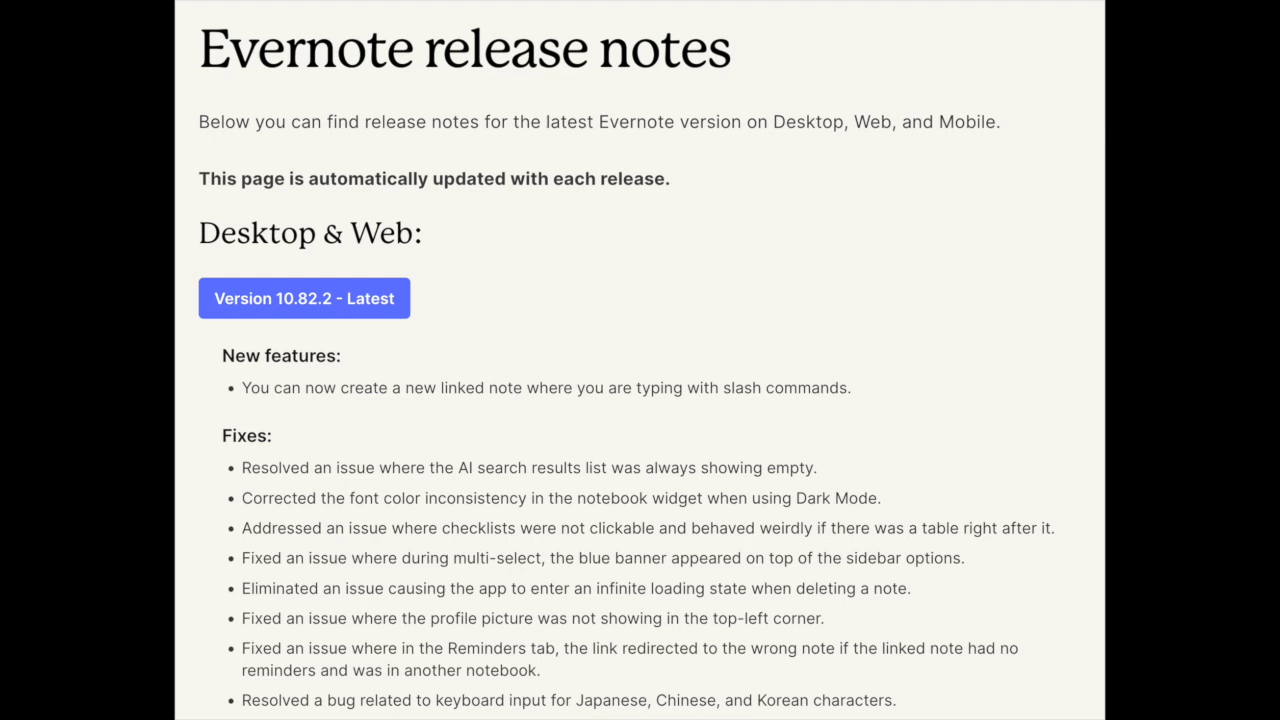 Evernote release notes
Below you can find release notes for the latest Evernote version on Desktop, Web, and Mobile.
This page is automatically updated with each release.
Desktop & Web:
Version 10.82.2 - Latest
New features:
• You can now create a new linked note where you are typing with slash commands.
Fixes:
• Resolved an issue where the AI search results list was always showing empty.
• Corrected the font color inconsistency in the notebook widget when using Dark Mode.
• Addressed an issue where checklists were not clickable and behaved weirdly if there was a table right after it.
• Fixed an issue where during multi-select, the blue banner appeared on top of the sidebar options.
• Eliminated an issue causing the app to enter an infinite loading state when deleting a note.
• Fixed an issue where the profile picture was not showing in the top-left corner.
• Fixed an issue where in the Reminders tab, the link redirected to the wrong note if the linked note had no
reminders and was in another notebook.
• Resolved a bug related to keyboard input for Japanese, Chinese, and Korean characters.